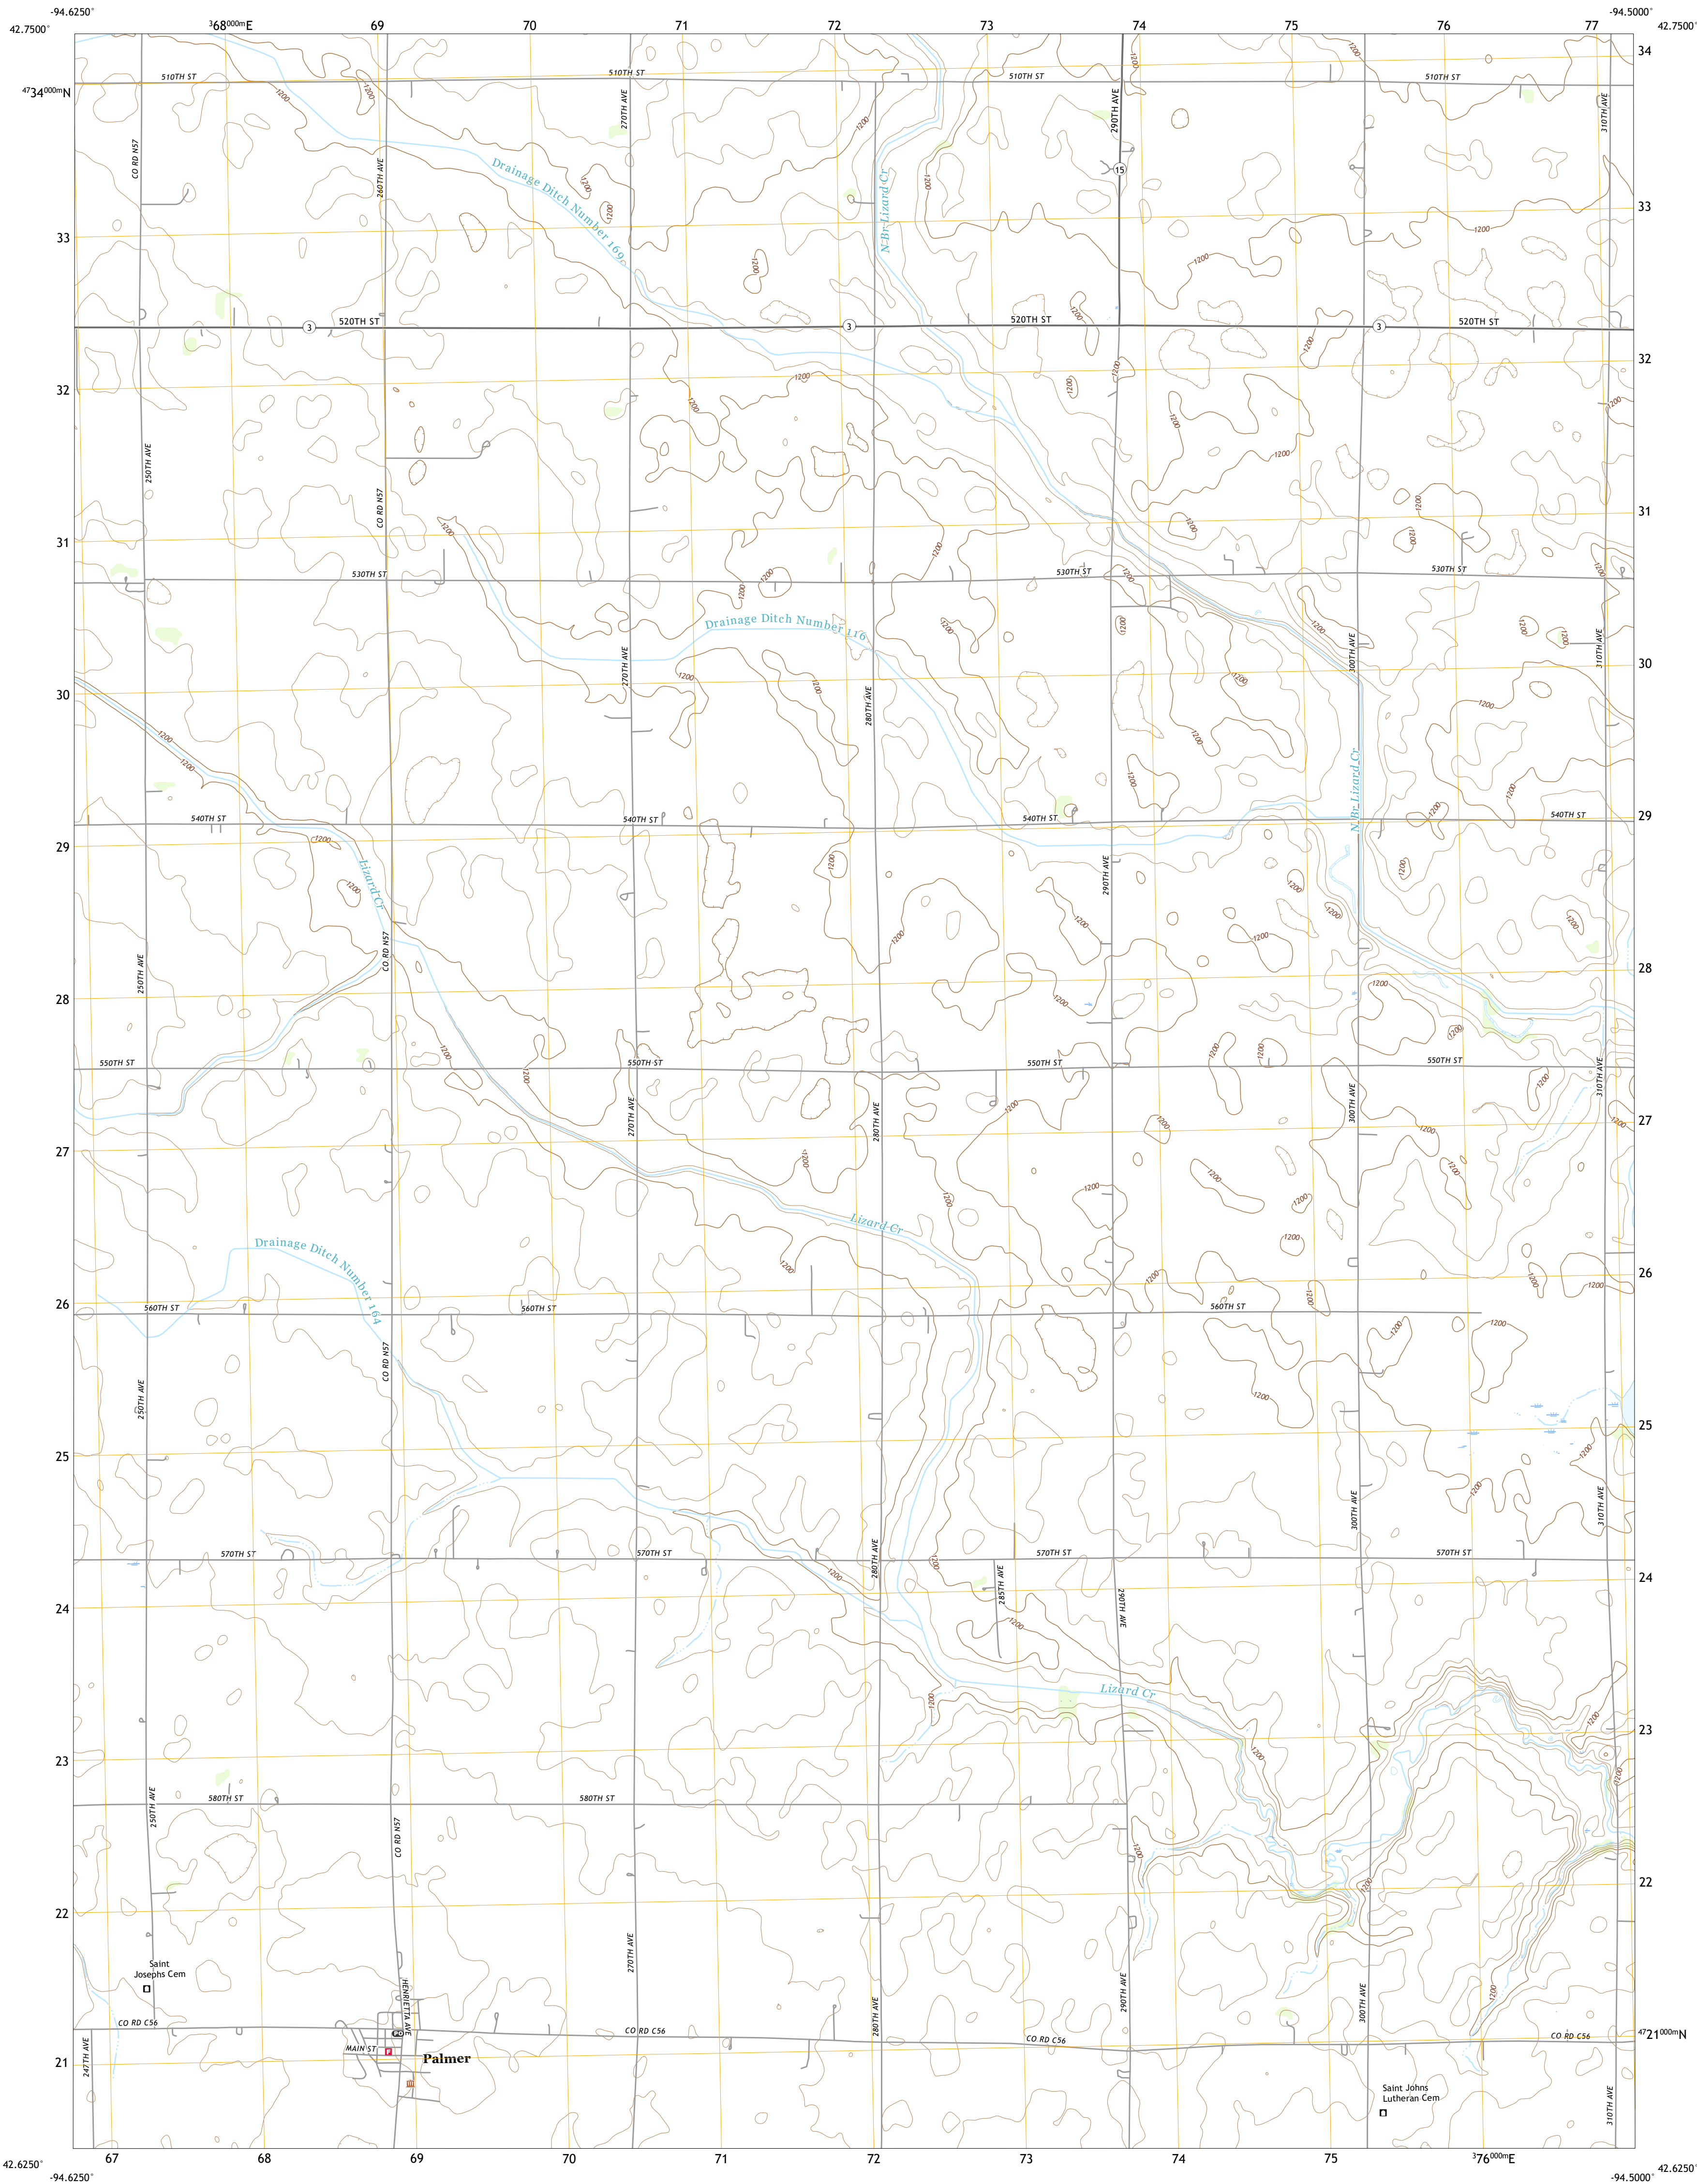 -94.6250°
-94.5000°
42.7500°
³68⁰⁰⁰ᵐE
69
70
71
72
73
74
75
76
77
42.7500°
34
⁴⁷34⁰⁰⁰ᵐN
510TH ST
510TH ST
510TH ST
510TH ST
CO RD N57
260TH AVE
270TH AVE
290TH AVE
310TH AVE
15
Drainage Ditch Number 169
N Br Lizard Cr
33
33
3
520TH ST
3
520TH ST
3
520TH ST
32
32
250TH AVE
CO RD N57
31
31
530TH ST
530TH ST
530TH ST
Drainage Ditch Number 116
270TH AVE
280TH AVE
300TH AVE
310TH AVE
30
30
N Br Lizard Cr
540TH ST
540TH ST
540TH ST
540TH ST
29
29
Lizard Cr
290TH AVE
250TH AVE
CO RD N57
28
28
550TH ST
550TH ST
550TH ST
550TH ST
270TH AVE
280TH AVE
300TH AVE
310TH AVE
27
27
Lizard Cr
Drainage Ditch Number 164
26
26
560TH ST
560TH ST
560TH ST
250TH AVE
CO RD N57
25
25
570TH ST
570TH ST
570TH ST
570TH ST
280TH AVE
285TH AVE
290TH AVE
300TH AVE
310TH AVE
24
24
Lizard Cr
23
23
580TH ST
580TH ST
250TH AVE
CO RD N57
22
22
270TH AVE
280TH AVE
290TH AVE
300TH AVE
Saint
Josephs Cem
HENRIETTA AVE
CO RD C56
CO RD C56
CO RD C56
CO RD C56
⁴⁷21⁰⁰⁰ᵐN
PO
F
MAIN ST
Palmer
21
247TH AVE
Saint Johns
Lutheran Cem
310TH AVE
1200
1200
1200
1200
1200
1200
1200
1200
1200
1200
42.6250°
67
68
69
70
71
72
73
74
75
³76⁰⁰⁰ᵐE
42.6250°
-94.6250°
-94.5000°